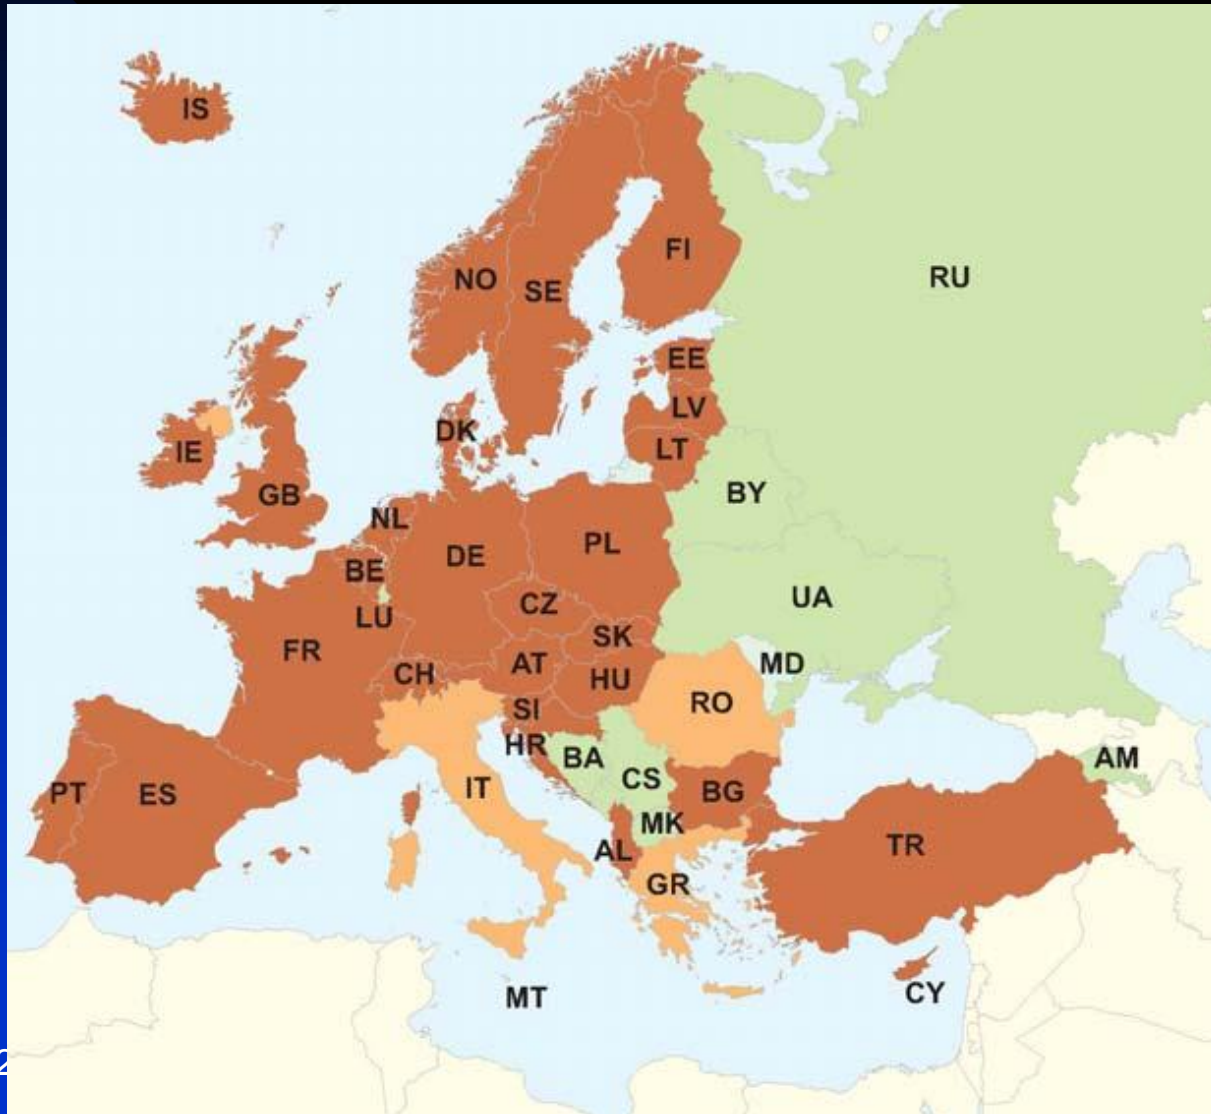 IS
FI
RU
NO
SE
EE
LV
DK
LT
IE
GB
BY
NL
PL
DE
BE
UA
CZ
LU
SK
FR
MD
AT
CH
HU
RO
SI
HR
BA
AM
CS
IT
PT
ES
BG
MK
TR
AL
GR
CY
MT
2